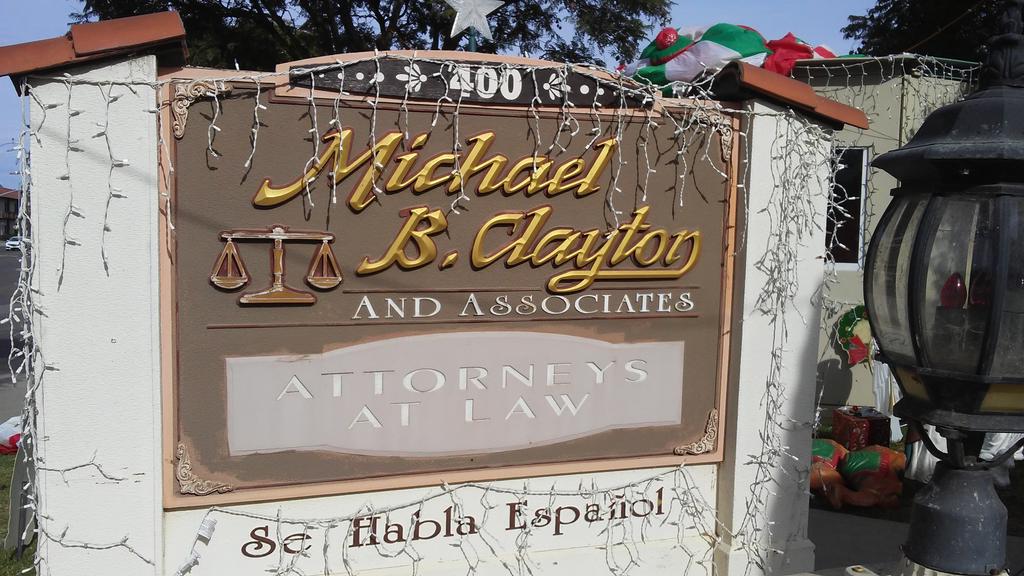 400
Michael
B. Clayton
AND ASSOCIATES
ATTORNEYS
AT LAW
Se Habla Español